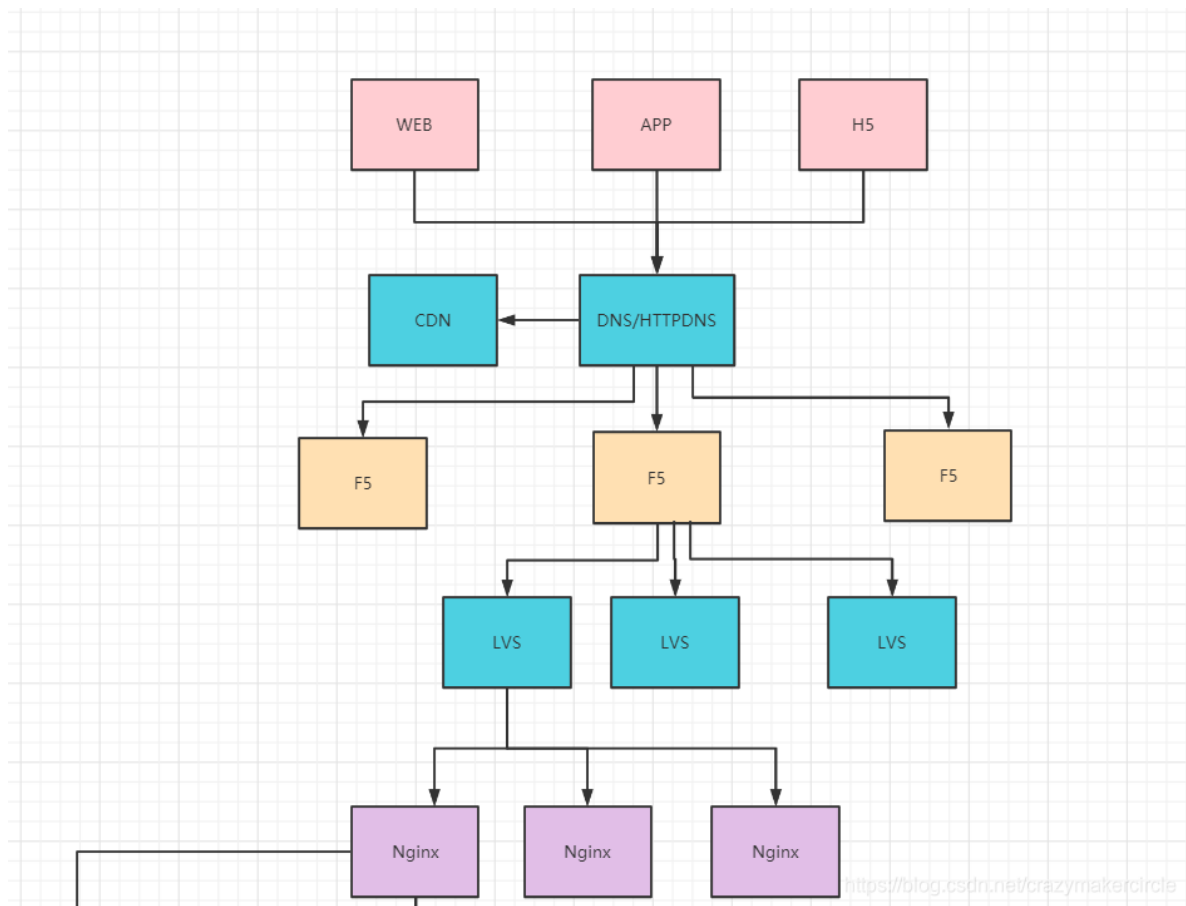 WEB
APP
H5
CDN
DNS/HTTPDNS
F5
F5
F5
LVS
LVS
LVS
Nginx
Nginx
Nginx
https://blog.csdn.net/crazymakercircle